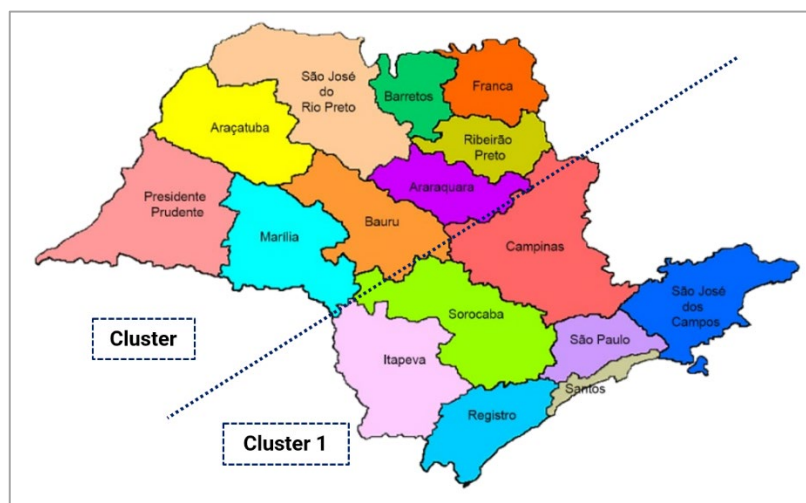 São José
do
Rio Preto
Barretos
Franca
Araçatuba
Ribeirão
Preto
Araraquara
Presidente
Prudente
Marília
Bauru
Campinas
São José
dos
Campos
Sorocaba
São Paulo
Itapeva
Santos
Registro
Cluster
Cluster 1